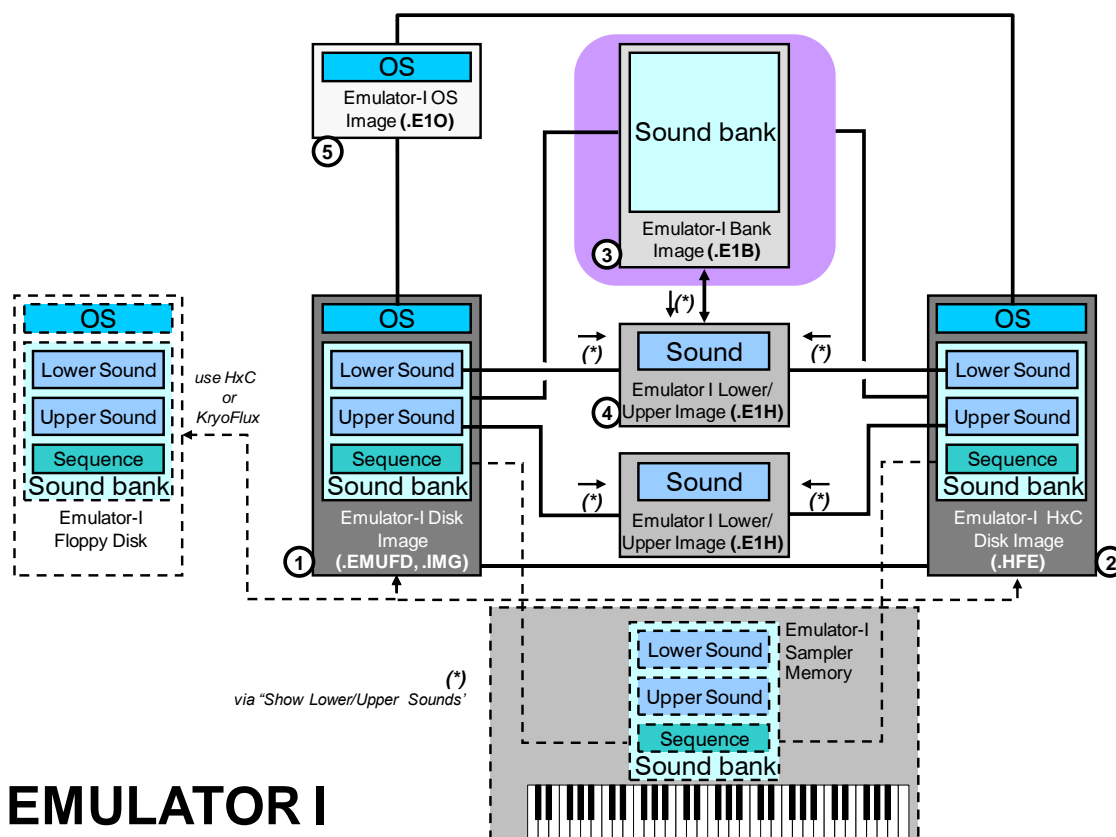 OS
Emulator-I OS
Image (.E1O)
5
Sound bank
Emulator-I Bank
Image (.E1B)
3
(*)
OS
Lower Sound
Upper Sound
Sequence
Sound bank
Emulator-I
Floppy Disk
use HxC
or
KryoFlux
OS
Lower Sound
Upper Sound
Sequence
Sound bank
Emulator-I Disk
Image
(.EMUFD, .IMG)
1
(*)
(*)
Sound
Emulator I Lower/
Upper Image (.E1H)
4
(*)
(*)
Sound
Emulator I Lower/
Upper Image (.E1H)
OS
Lower Sound
Upper Sound
Sequence
Sound bank
Emulator-I HxC
Disk Image
(.HFE)
2
Lower Sound
Upper Sound
Sequence
Sound bank
Emulator-I
Sampler
Memory
(*)
via “Show Lower/Upper Sounds’
EMULATOR I